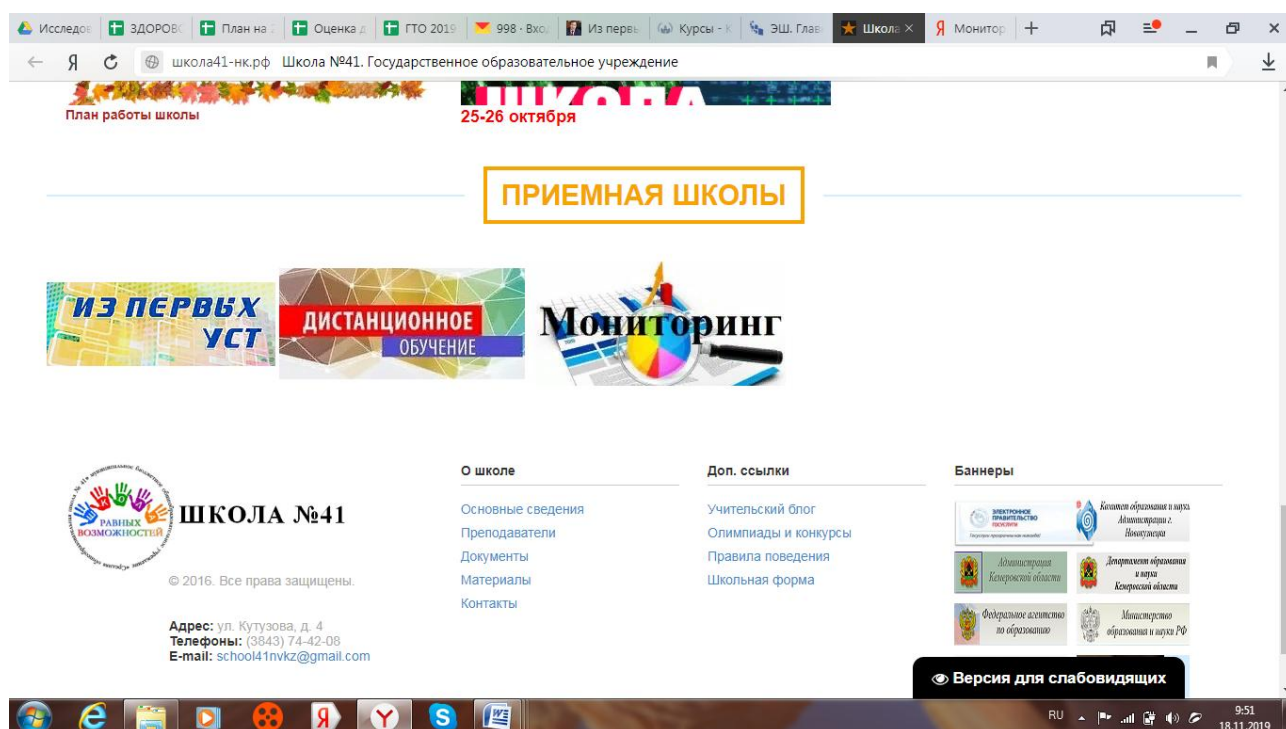 Исследов
ЗДОРОВ
План на
Оценка д
ГТО 2019
998 · Вхо
Из первь
Курсы - К
ЭШ. Глав
Школа
Монитор
школа41-нк.рф Школа №41. Государственное образовательное учреждение
ШКОЛА
План работы школы
25-26 октября
ПРИЕМНАЯ ШКОЛЫ
ИЗ ПЕРВЫХ
УСТ
ДИСТАНЦИОННОЕ
ОБУЧЕНИЕ
Мониторинг
РАВНЫХ
ВОЗМОЖНОСТЕЙ
ШКОЛА №41
© 2016. Все права защищены.
Адрес: ул. Кутузова, д. 4
Телефоны: (3843) 74-42-08
E-mail: school41nvkz@gmail.com
О школе
Основные сведения
Преподаватели
Документы
Материалы
Контакты
Доп. ссылки
Учительский блог
Олимпиады и конкурсы
Правила поведения
Школьная форма
Баннеры
ЭЛЕКТРОННОЕ
ПРАВИТЕЛЬСТВО
ГОСУСЛУГИ
Комитет образования и науки
Администрации г.
Новокузнецка
Администрация
Кемеровской области
Департамент образования
и науки
Кемеровской области
Федеральное агентство
по образованию
Министерство
образования и науки РФ
Версия для слабовидящих
RU
9:51
18.11.2019